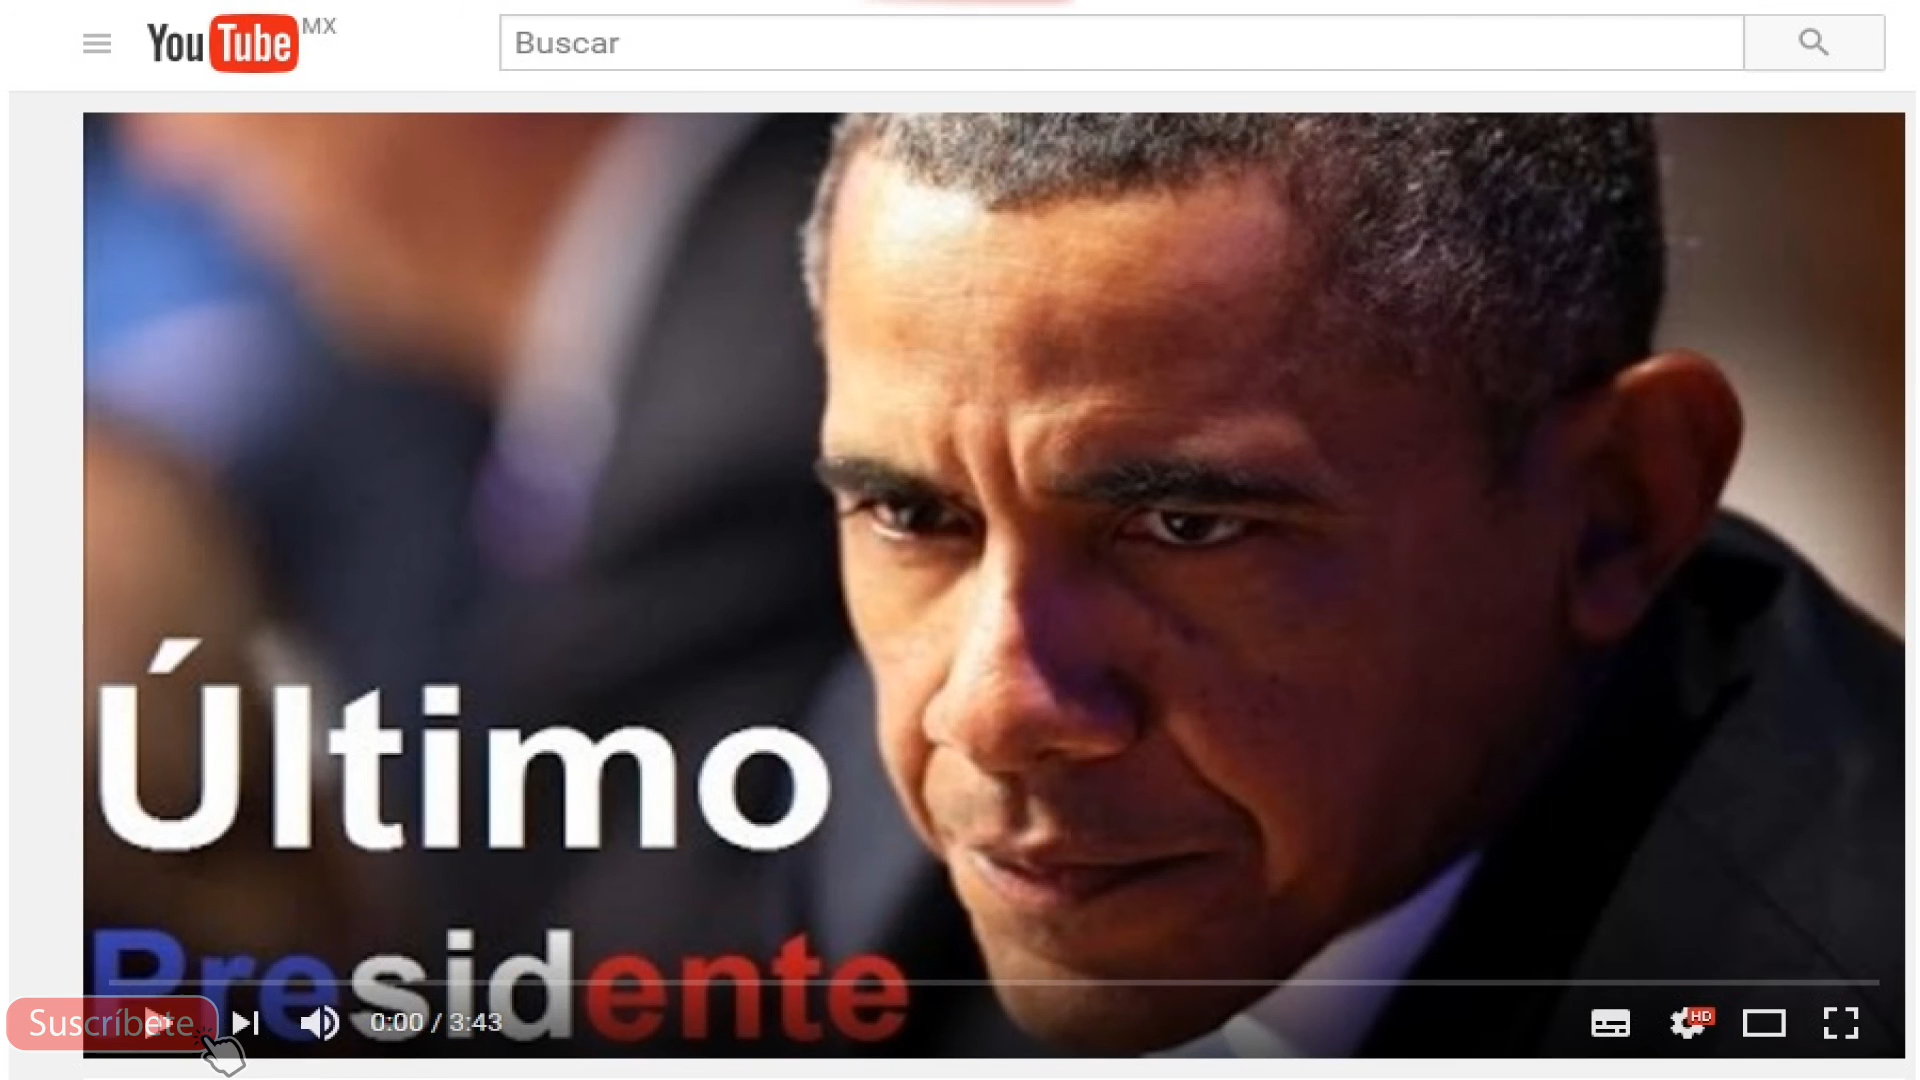 YouTube MX
Buscar
Último
Presidente
Suscríbete
0:00 / 3:43
HD